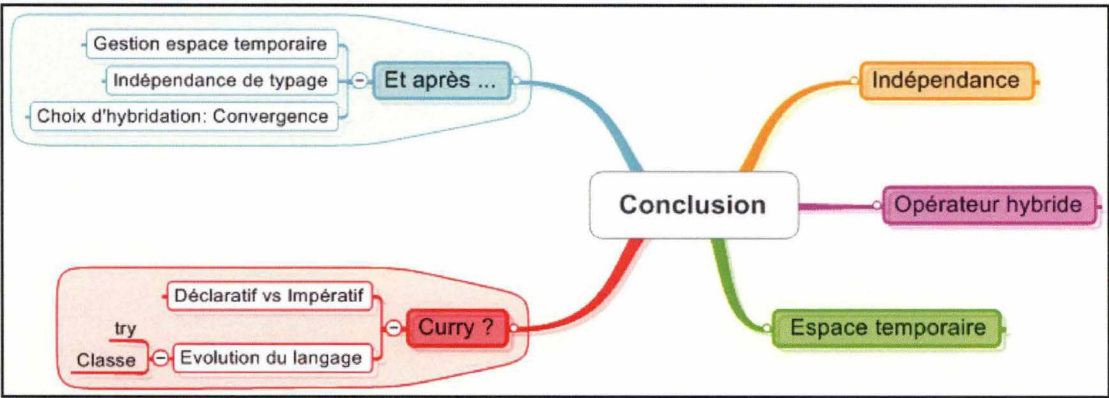 Gestion espace temporaire
Indépendance de typage
Choix d'hybridation: Convergence
Et après ...
Indépendance
Conclusion
Opérateur hybride
Espace temporaire
Déclaratif vs Impératif
Curry ?
try
Classe
Evolution du langage